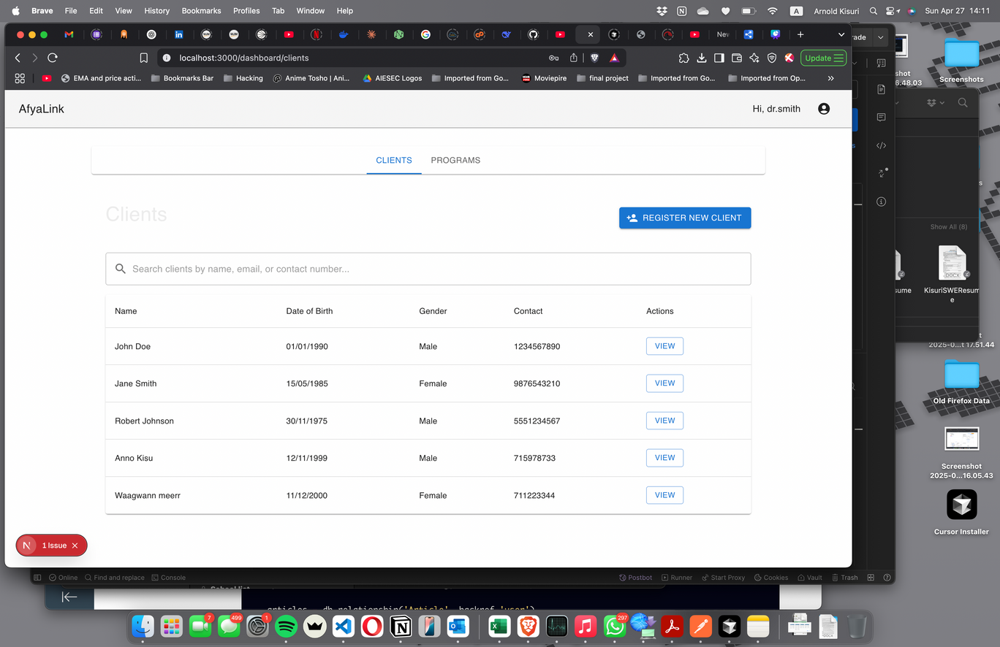 Brave File Edit View History Bookmarks Profiles Tab Window Help A Arnold Kisuri Sun Apr 27 14:11
New
rade
localhost:3000/dashboard/clients
Update
EMA and price acti... Bookmarks Bar Hacking Anime Tosho | Ani... AIESEC Logos Imported from Go... Moviepire final project Imported from Go... Imported from Op...
AfyaLink
Hi, dr.smith
CLIENTS PROGRAMS
Clients
REGISTER NEW CLIENT
Search clients by name, email, or contact number...
Name Date of Birth Gender Contact Actions
John Doe 01/01/1990 Male 1234567890 VIEW
Jane Smith 15/05/1985 Female 9876543210 VIEW
Robert Johnson 30/11/1975 Male 5551234567 VIEW
Anno Kisu 12/11/1999 Male 715978733 VIEW
Waagwann meerr 11/12/2000 Female 711223344 VIEW
N 1 Issue
Online Find and replace Console Postbot Runner Start Proxy Cookies Vault Trash
articles db.relationship('Article' backref 'user')
shot
6.48.03
Screenshots
Show All (8)
DOCX
sume
KisuriSWEResum
e
2025-0...t 17.51.44
Old Firefox Data
Screenshot
2025-0...16.05.43
Cursor Installer
7 499 1 297
DOCX